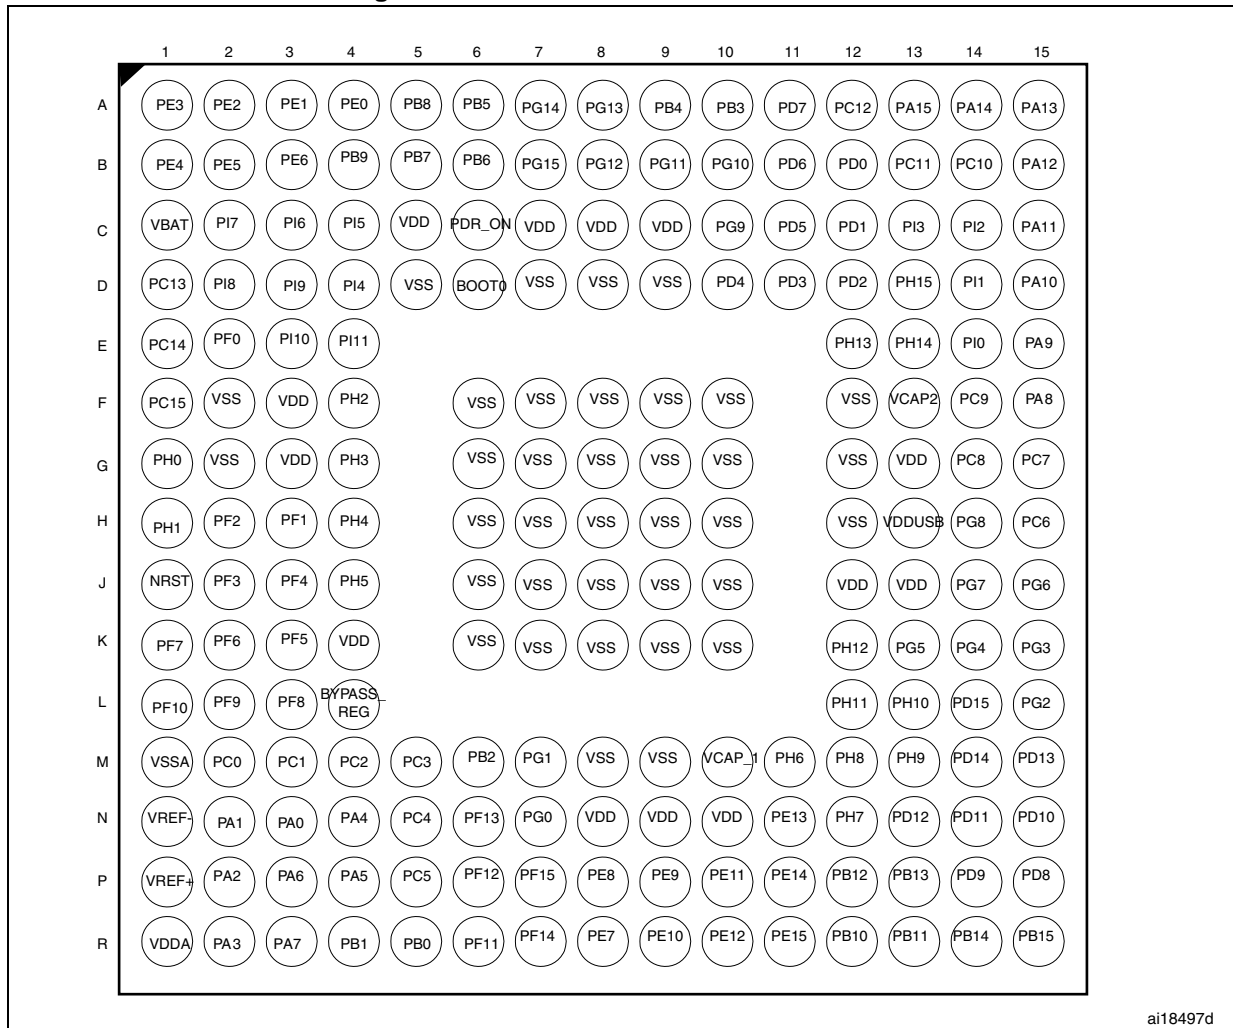 1 2 3 4 5 6 7 8 9 10 11 12 13 14 15
A PE3 PE2 PE1 PE0 PB8 PB5 PG14 PG13 PB4 PB3 PD7 PC12 PA15 PA14 PA13
B PE4 PE5 PE6 PB9 PB7 PB6 PG15 PG12 PG11 PG10 PD6 PD0 PC11 PC10 PA12
C VBAT PI7 PI6 PI5 VDD PDR_ON VDD VDD VDD PG9 PD5 PD1 PI3 PI2 PA11
D PC13 PI8 PI9 PI4 VSS BOOT0 VSS VSS VSS PD4 PD3 PD2 PH15 PI1 PA10
E PC14 PF0 PI10 PI11 PH13 PH14 PI0 PA9
F PC15 VSS VDD PH2 VSS VSS VSS VSS VSS VSS VCAP2 PC9 PA8
G PH0 VSS VDD PH3 VSS VSS VSS VSS VSS VSS VDD PC8 PC7
H PH1 PF2 PF1 PH4 VSS VSS VSS VSS VSS VSS VDDUSB PG8 PC6
J NRST PF3 PF4 PH5 VSS VSS VSS VSS VSS VDD VDD PG7 PG6
K PF7 PF6 PF5 VDD VSS VSS VSS VSS VSS PH12 PG5 PG4 PG3
L PF10 PF9 PF8 BYPASS_ PH11 PH10 PD15 PG2
REG
M VSSA PC0 PC1 PC2 PC3 PB2 PG1 VSS VSS VCAP_1 PH6 PH8 PH9 PD14 PD13
N VREF- PA1 PA0 PA4 PC4 PF13 PG0 VDD VDD VDD PE13 PH7 PD12 PD11 PD10
P VREF+ PA2 PA6 PA5 PC5 PF12 PF15 PE8 PE9 PE11 PE14 PB12 PB13 PD9 PD8
R VDDA PA3 PA7 PB1 PB0 PF11 PF14 PE7 PE10 PE12 PE15 PB10 PB11 PB14 PB15
ai18497d